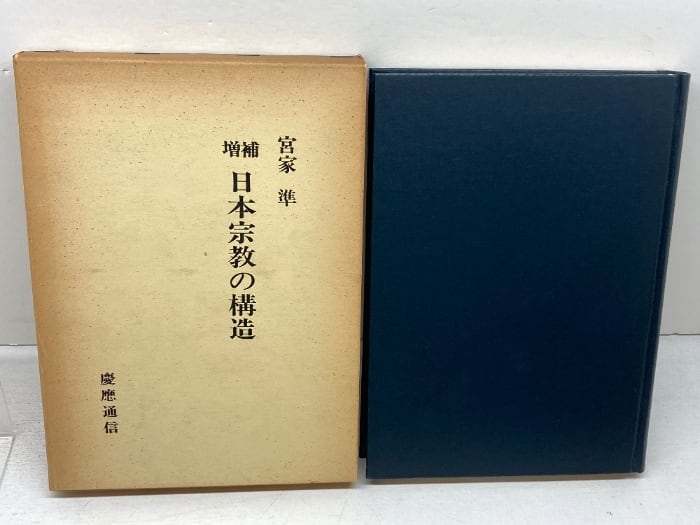 宮家 準
増補
日本宗教の構造
慶應通信